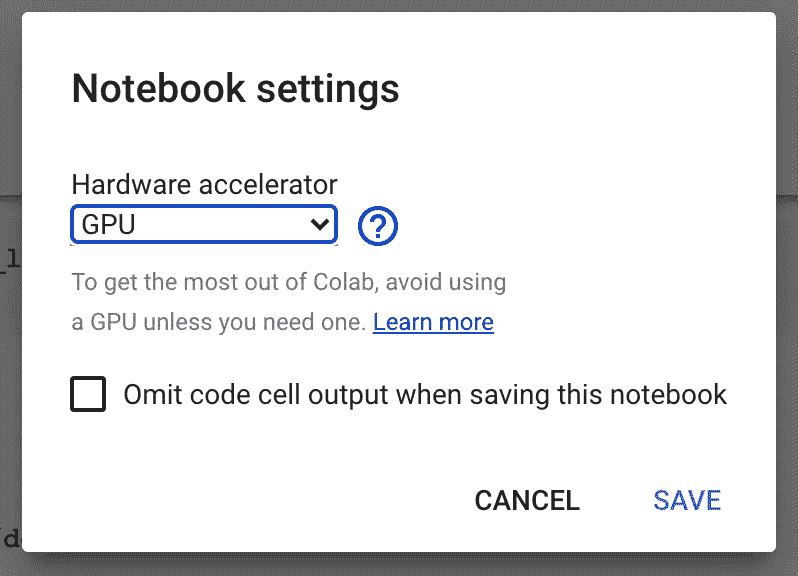 Notebook settings
Hardware accelerator
GPU
To get the most out of Colab, avoid using
a GPU unless you need one. Learn more
Omit code cell output when saving this notebook
CANCEL SAVE